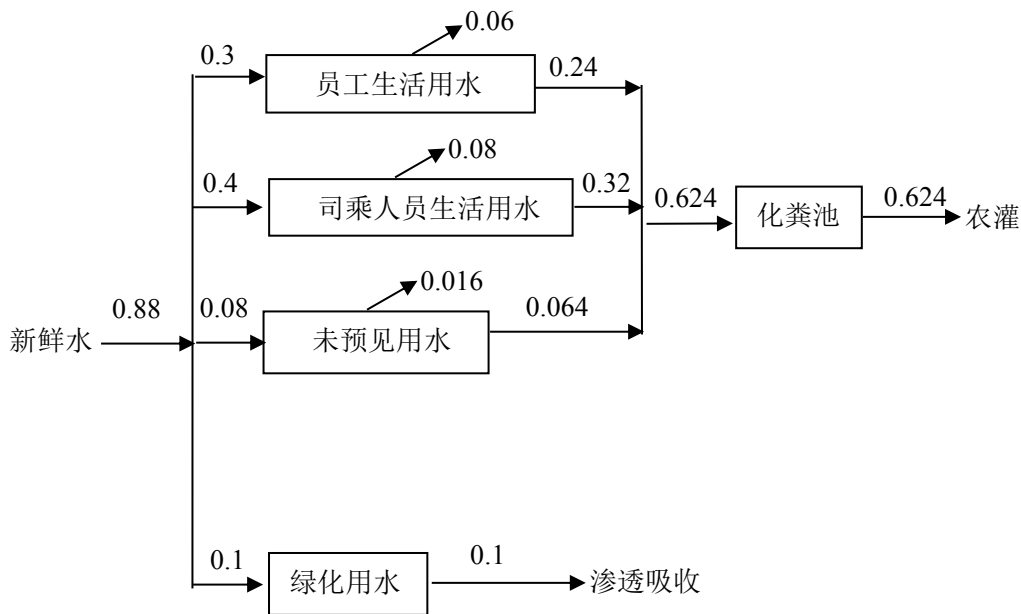 0.06
0.3
员工生活用水
0.24
0.08
0.4
司乘人员生活用水
0.32
0.624
化粪池
0.624
农灌
0.016
0.88
0.08
未预见用水
0.064
新鲜水
0.1
绿化用水
0.1
渗透吸收